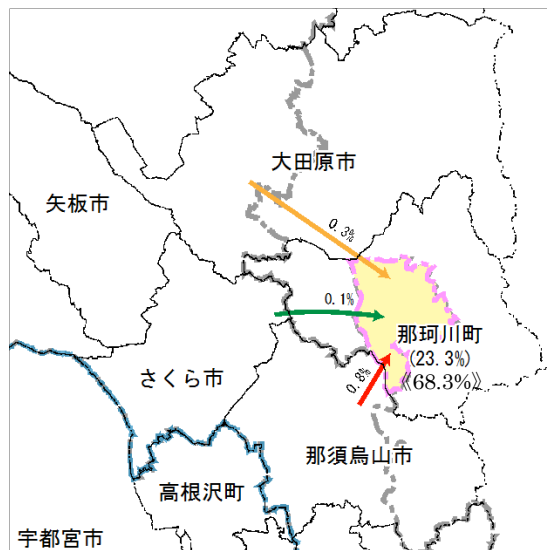 大田原市
矢板市
0.3%
0.1%
那珂川町
(23.3%)
《68.3%》
さくら市
0.8%
那須烏山市
高根沢町
宇都宮市